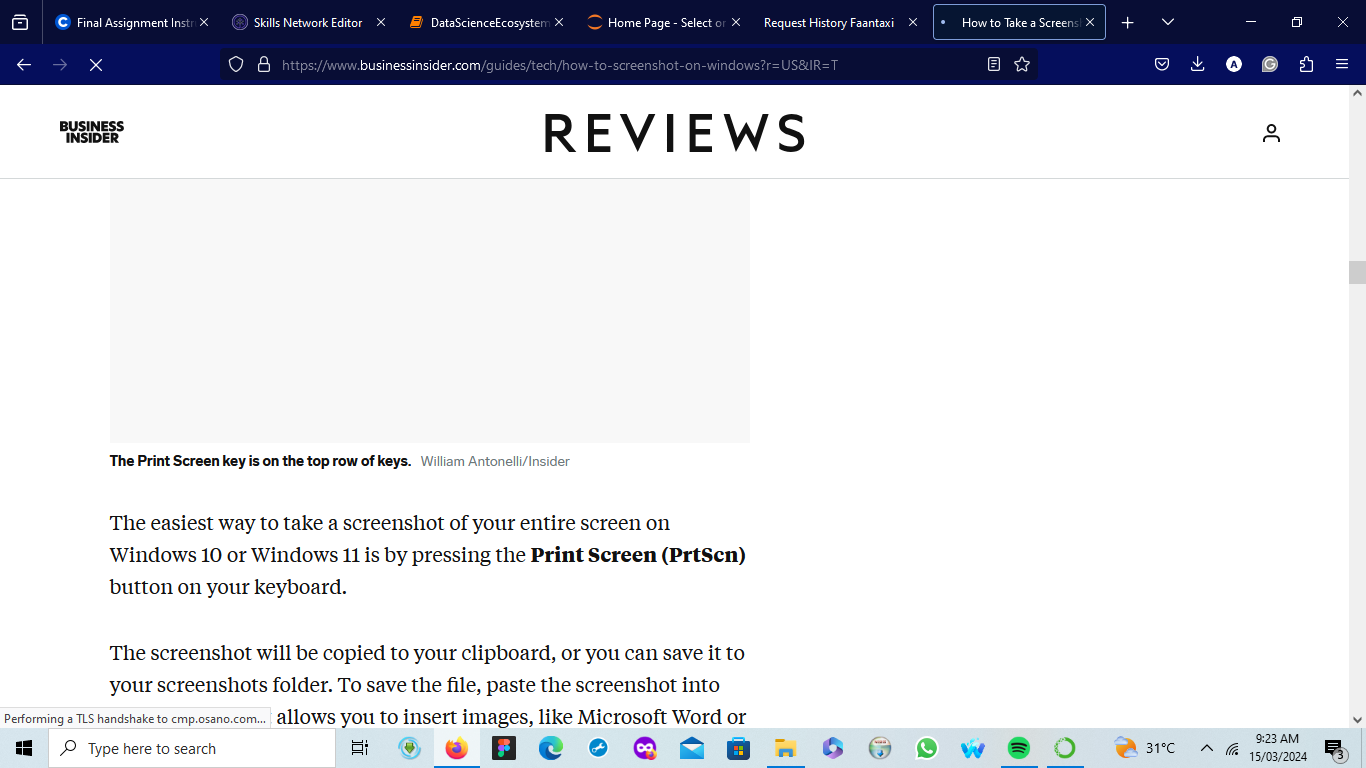 Final Assignment Instr
Skills Network Editor
DataScienceEcosystem
Home Page - Select or
Request History Faantaxi
How to Take a Screensh
https://www.businessinsider.com/guides/tech/how-to-screenshot-on-windows?r=US&IR=T
A
BUSINESS
INSIDER
REVIEWS
The Print Screen key is on the top row of keys. William Antonelli/Insider
The easiest way to take a screenshot of your entire screen on
Windows 10 or Windows 11 is by pressing the Print Screen (PrtScn)
button on your keyboard.
The screenshot will be copied to your clipboard, or you can save it to
your screenshots folder. To save the file, paste the screenshot into
allows you to insert images, like Microsoft Word or
Performing a TLS handshake to cmp.osano.com...
Type here to search
31°C
9:23 AM
15/03/2024
3